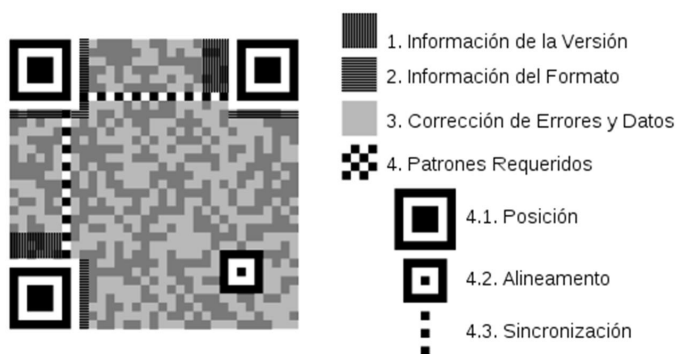 1. Información de la Versión
2. Información del Formato
3. Corrección de Errores y Datos
4. Patrones Requeridos
4.1. Posición
4.2. Alineamento
4.3. Sincronización